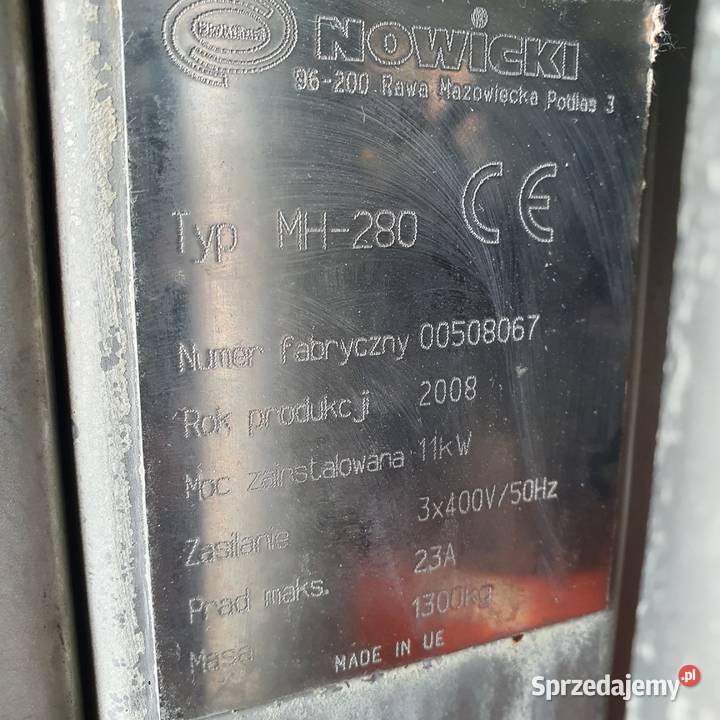 NOWICKI
96-200 Rawa Mazowiecka Podlas 3
Typ MH-280 CE
Numer fabryczny 00508067
Rok produkcji 2008
Moc zainstalowana 11kW
Zasilanie 3x400V/50Hz
Prad maks. 23A
Masa 1300kg
MADE IN UE
Sprzedajemy.pl